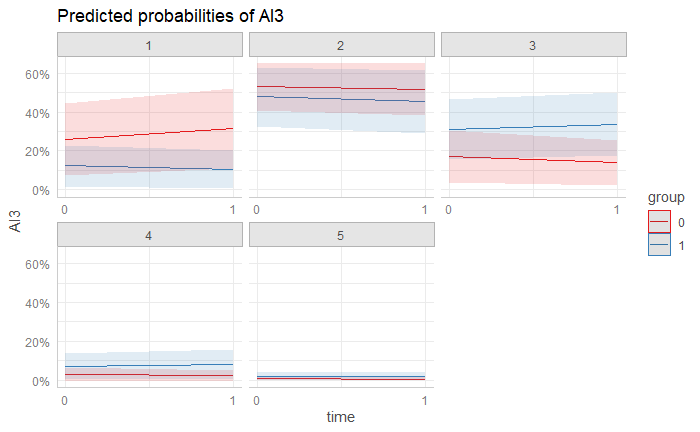 Predicted probabilities of AI3
1 2 3
60%
40%
20%
0%
0 1 0 1 0 1
4 5
60%
40%
20%
0%
0 1 0 1
AI3
time
group
0
1